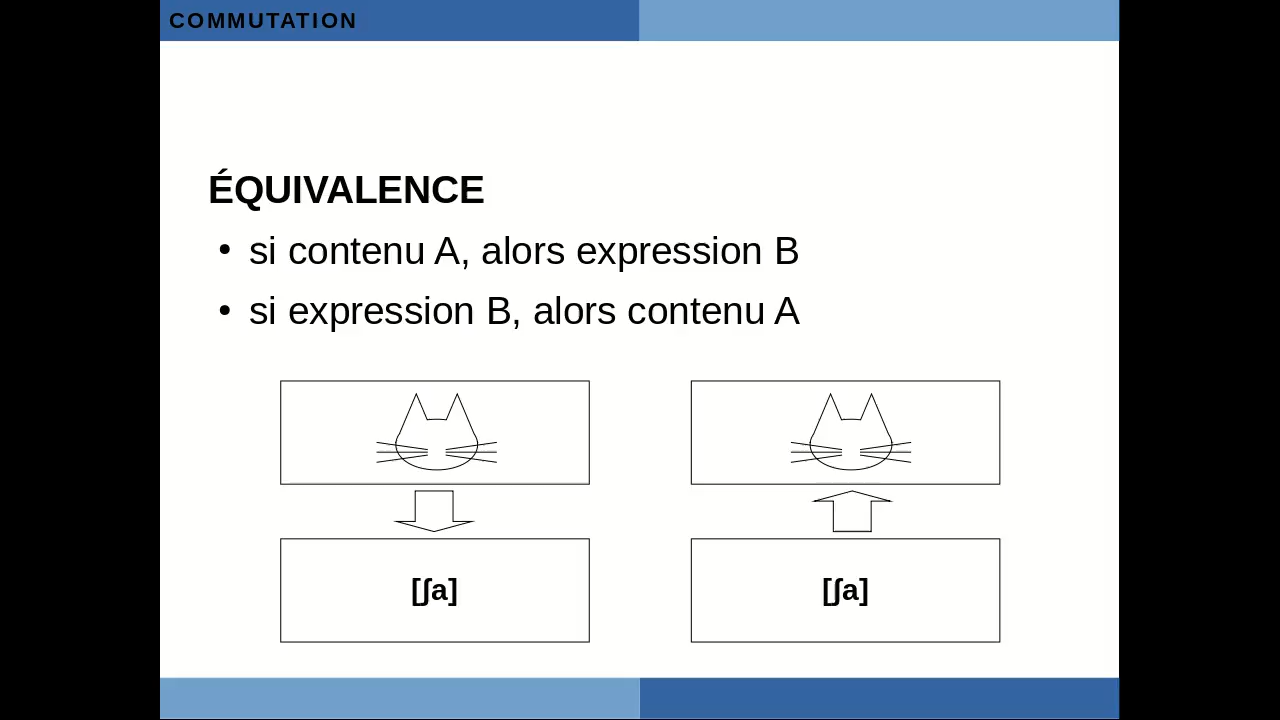 COMMUTATION
ÉQUIVALENCE
• si contenu A, alors expression B
• si expression B, alors contenu A
[ʃa] [ʃa]